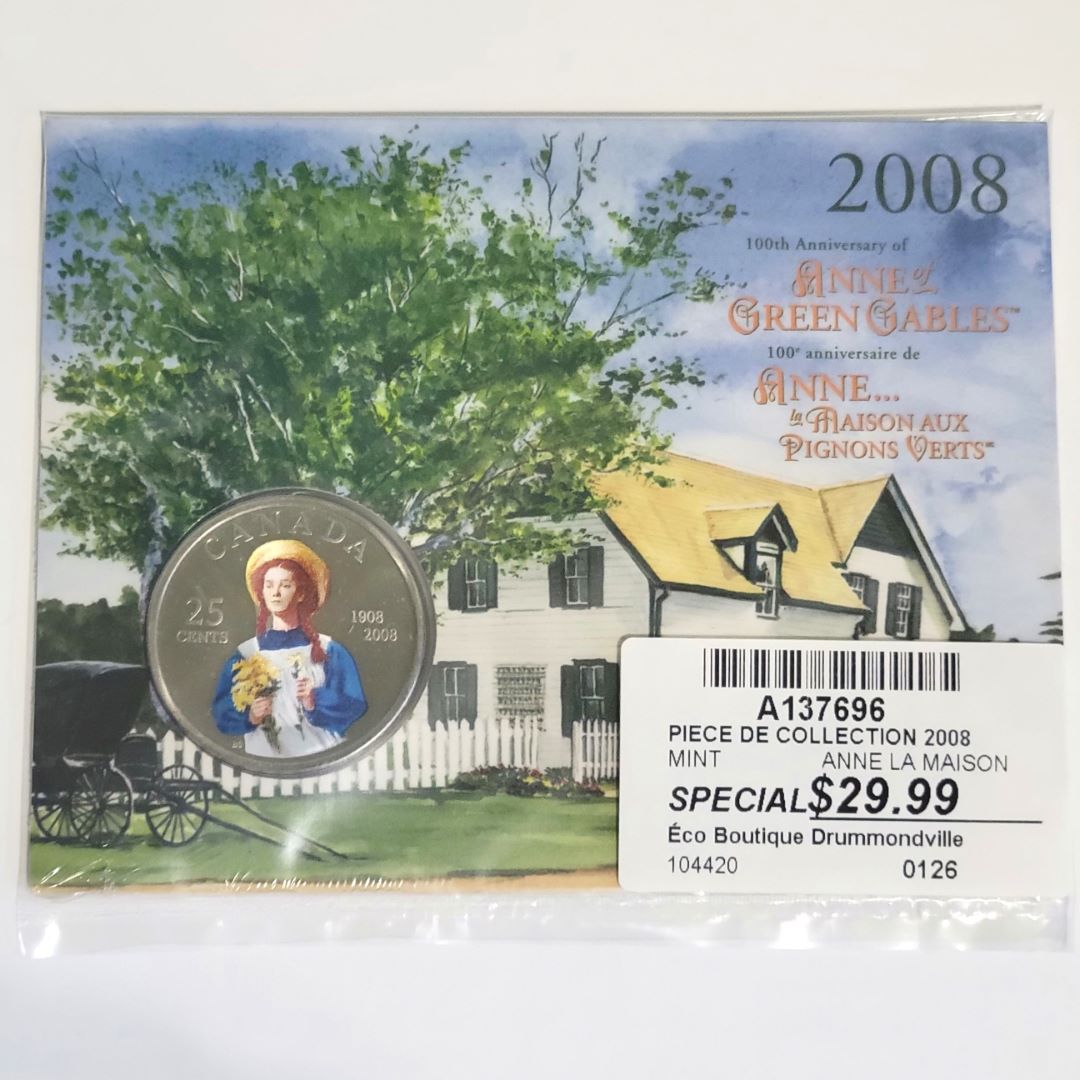 2008
100th Anniversary of
ANNE of
GREEN GABLES™
100e anniversaire de
ANNE...
la MAISON AUX
PIGNONS VERTS
CANADA
25
CENTS
1908
2008
A137696
PIECE DE COLLECTION 2008
MINT ANNE LA MAISON
SPECIAL $29.99
Éco Boutique Drummondville
104420 0126